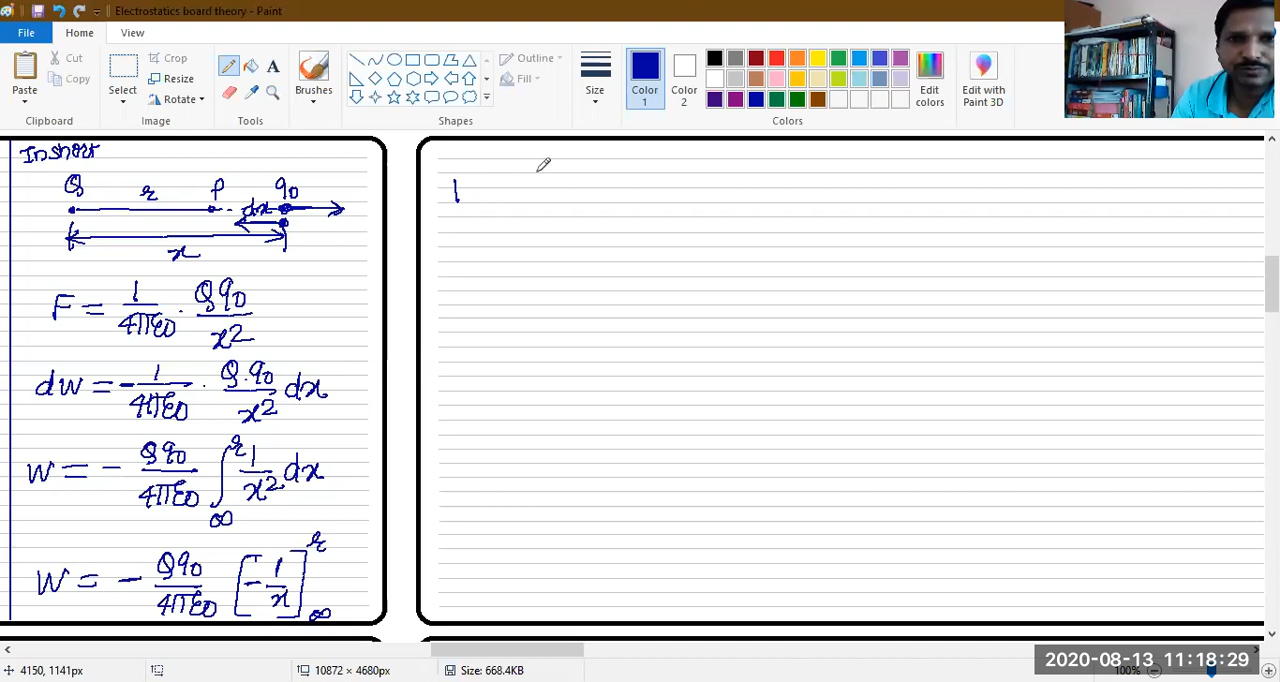 Electrostatics board theory - Paint
File Home View
Paste Cut Copy Select Crop Resize Rotate Brushes Outline Fill Size Color 1 Color 2 Edit colors Edit with Paint 3D
Clipboard Image Tools Shapes Colors
In short
Q r P dx q0
x
F = 1/4πε0 · Qq0/x²
dW = -1/4πε0 · Q.q0/x² dx
W = - Qq0/4πε0 ∫∞^r 1/x² dx
W = - Qq0/4πε0 [-1/x]∞^r
1
4150, 1141px 10872 × 4680px Size: 668.4KB 100%
2020-08-13 11:18:29